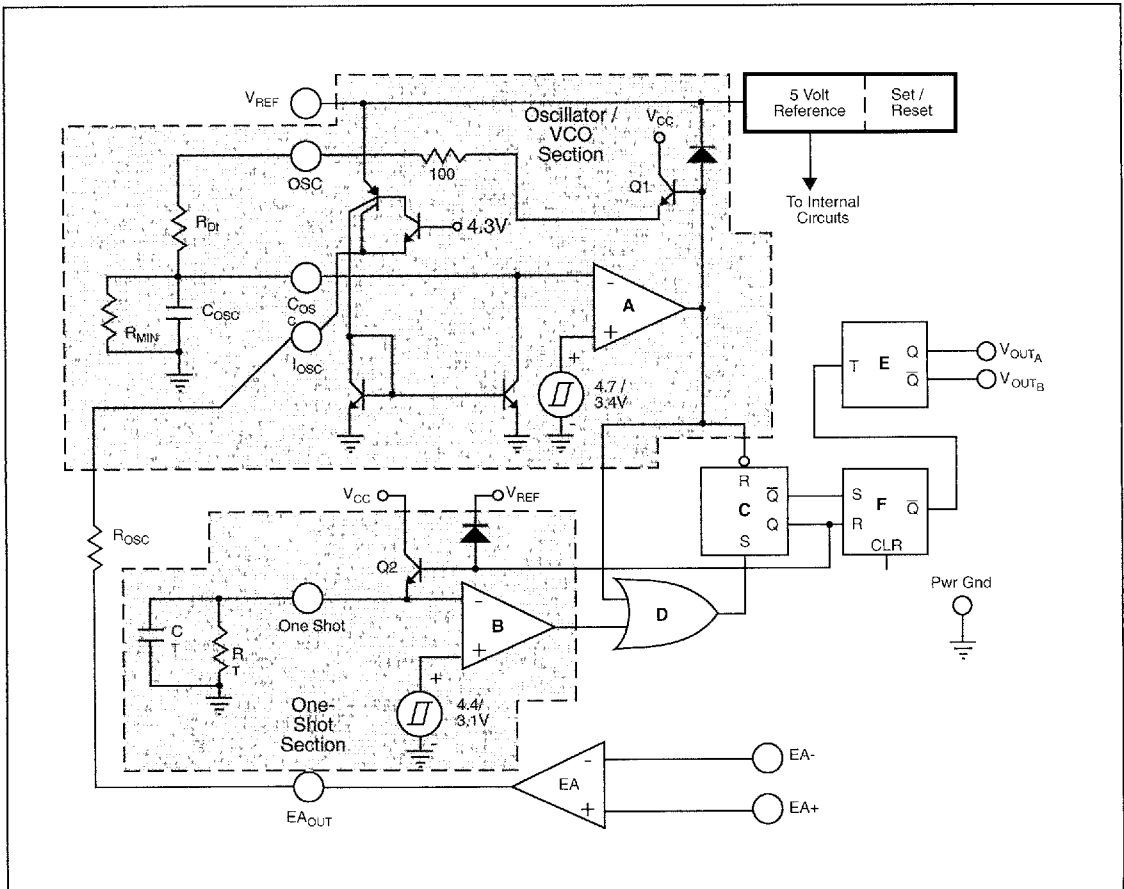 V_REF
5 Volt Reference
Set / Reset
Oscillator / VCO Section
V_CC
OSC
100
Q1
To Internal Circuits
R_Dt
4.3V
C_OSC
C_OSC
R_MIN
I_OSC
-
A
+
+
4.7 / 3.4V
-
T
E
Q
Q̅
V_OUT_A
V_OUT_B
R
Q̅
C
Q
S
S
F
Q̅
R
CLR
V_CC
V_REF
R_OSC
Q2
One Shot
-
B
+
D
Pwr Gnd
C_T
R_T
+
4.4/ 3.1V
-
One-Shot Section
EA_OUT
EA
-
+
EA-
EA+